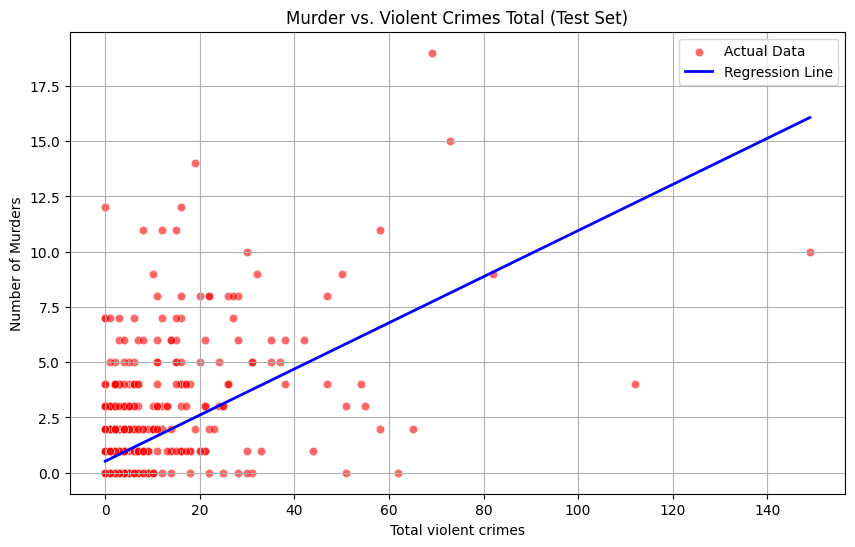 Murder vs. Violent Crimes Total (Test Set)
Actual Data
Regression Line
17.5
15.0
12.5
10.0
7.5
5.0
2.5
0.0
Number of Murders
0 20 40 60 80 100 120 140
Total violent crimes